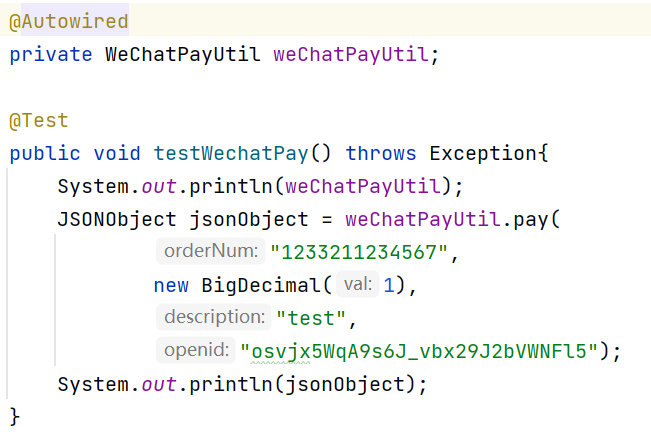 @Autowired
private WeChatPayUtil weChatPayUtil;
@Test
public void testWechatPay() throws Exception{
System.out.println(weChatPayUtil);
JSONObject jsonObject = weChatPayUtil.pay(
orderNum: "1233211234567",
new BigDecimal( val: 1),
description: "test",
openid: "osvjx5WqA9s6J_vbx29J2bVWNFl5");
System.out.println(jsonObject);
}